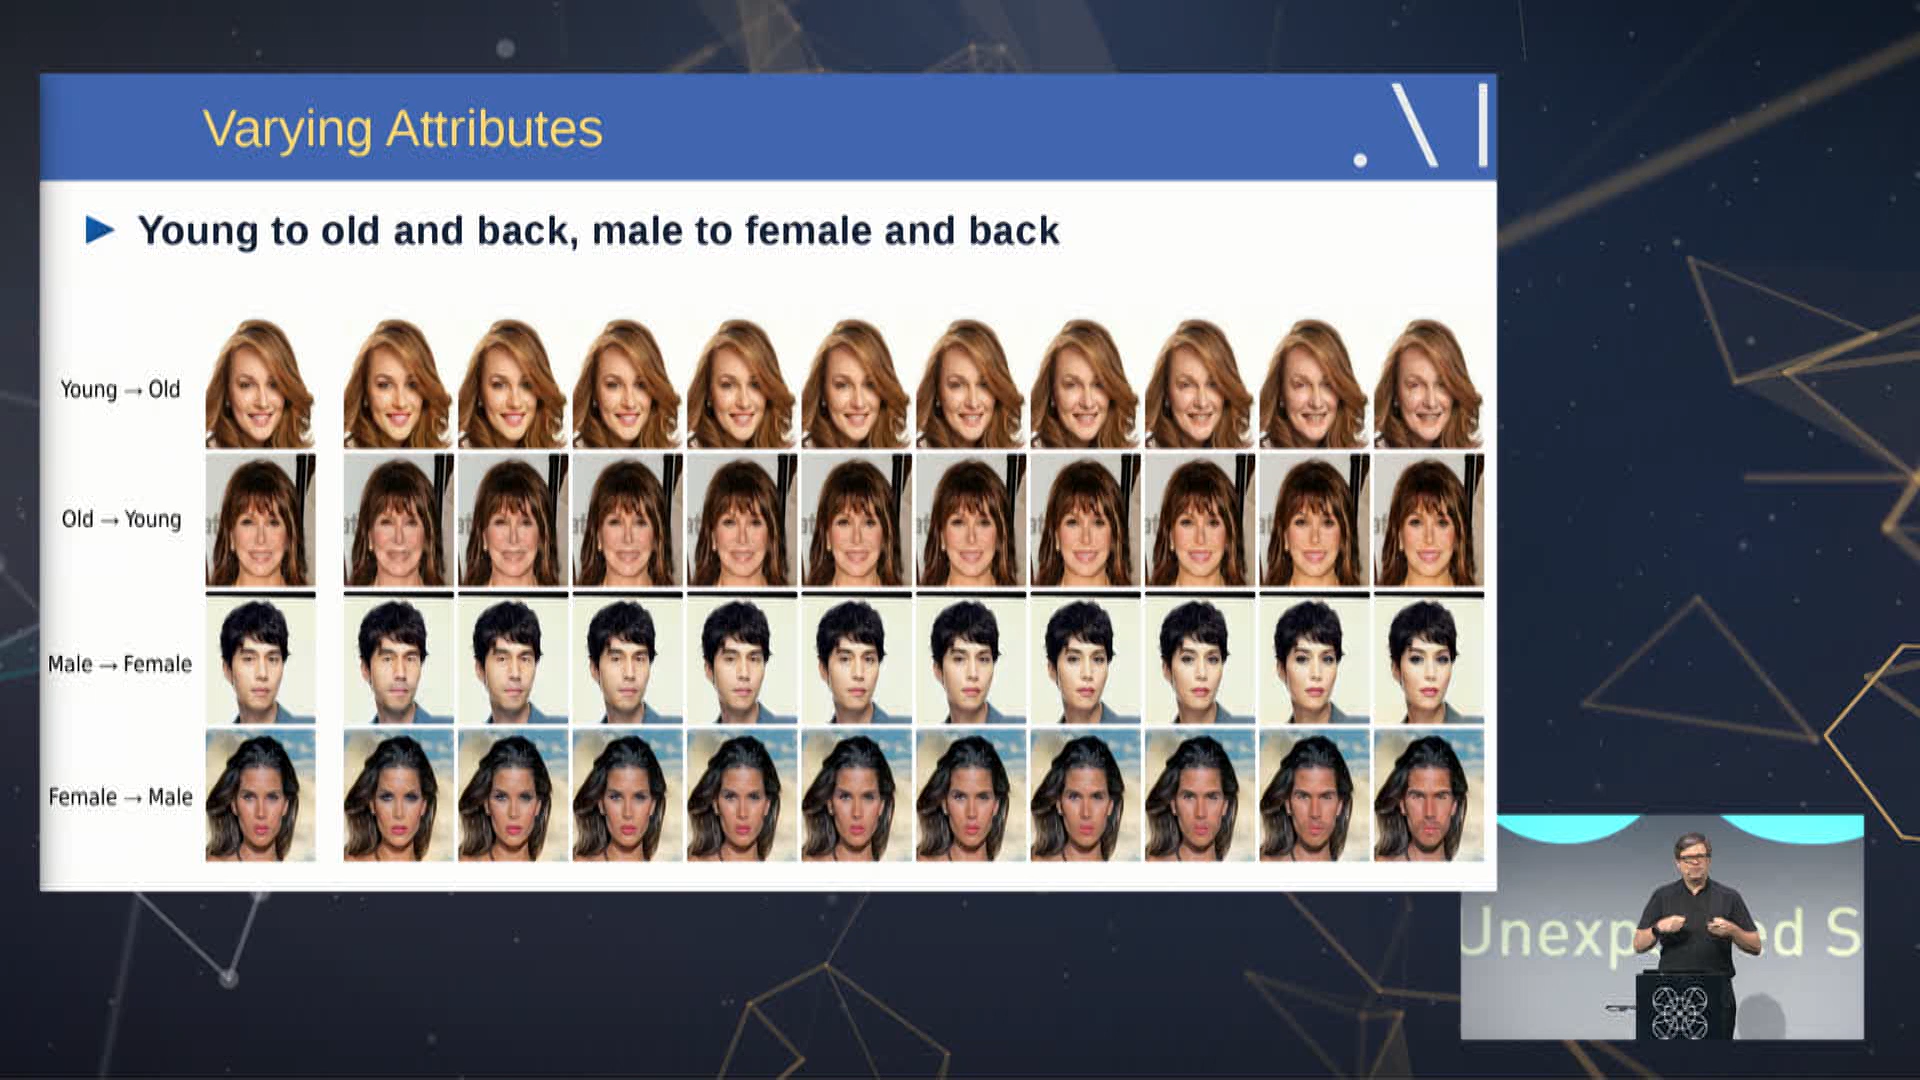 Varying Attributes
Young to old and back, male to female and back
Young → Old
Old → Young
Male → Female
Female → Male
ed S